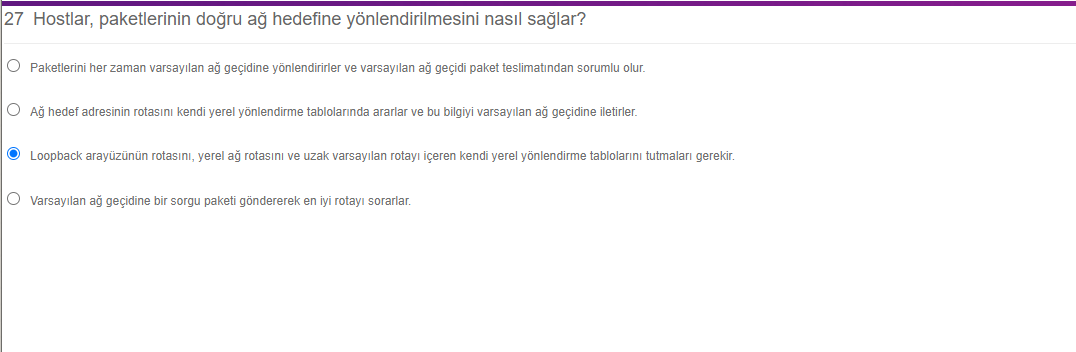 27 Hostlar, paketlerinin doğru ağ hedefine yönlendirilmesini nasıl sağlar?
Paketlerini her zaman varsayılan ağ geçidine yönlendirirler ve varsayılan ağ geçidi paket teslimatından sorumlu olur.
Ağ hedef adresinin rotasını kendi yerel yönlendirme tablolarında ararlar ve bu bilgiyi varsayılan ağ geçidine iletirler.
Loopback arayüzünün rotasını, yerel ağ rotasını ve uzak varsayılan rotayı içeren kendi yerel yönlendirme tablolarını tutmaları gerekir.
Varsayılan ağ geçidine bir sorgu paketi göndererek en iyi rotayı sorarlar.